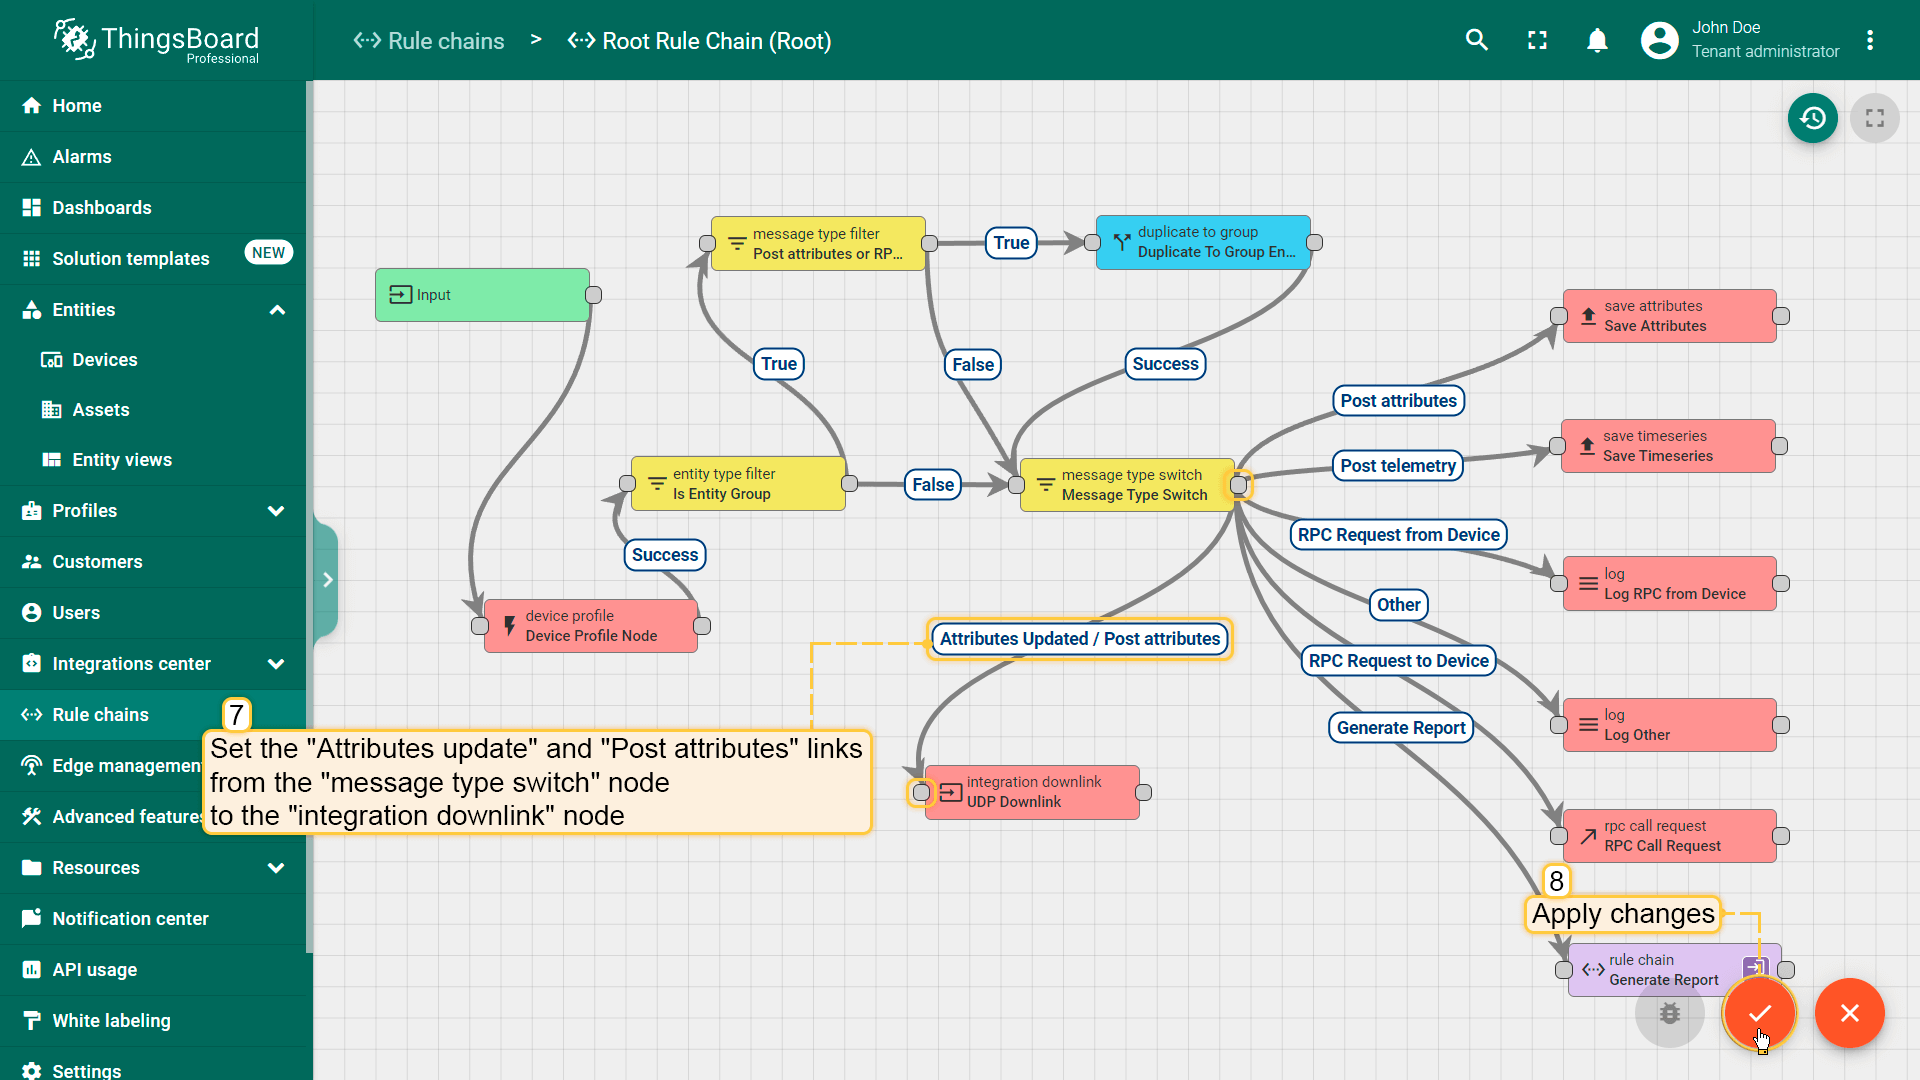 ThingsBoard
Professional
Rule chains > Root Rule Chain (Root)
John Doe
Tenant administrator
Home
Alarms
Dashboards
Solution templates NEW
Entities
Devices
Assets
Entity views
Profiles
Customers
Users
Integrations center
Rule chains
Edge managemen
Advanced features
Resources
Notification center
API usage
White labeling
Settings
Input
message type filter
Post attributes or RP...
True
duplicate to group
Duplicate To Group En...
True
False
Success
entity type filter
Is Entity Group
False
message type switch
Message Type Switch
Success
device profile
Device Profile Node
Post attributes
save attributes
Save Attributes
Post telemetry
save timeseries
Save Timeseries
RPC Request from Device
log
Log RPC from Device
Other
Attributes Updated / Post attributes
RPC Request to Device
log
Log Other
Generate Report
7
Set the "Attributes update" and "Post attributes" links
from the "message type switch" node
to the "integration downlink" node
integration downlink
UDP Downlink
rpc call request
RPC Call Request
8
Apply changes
rule chain
Generate Report